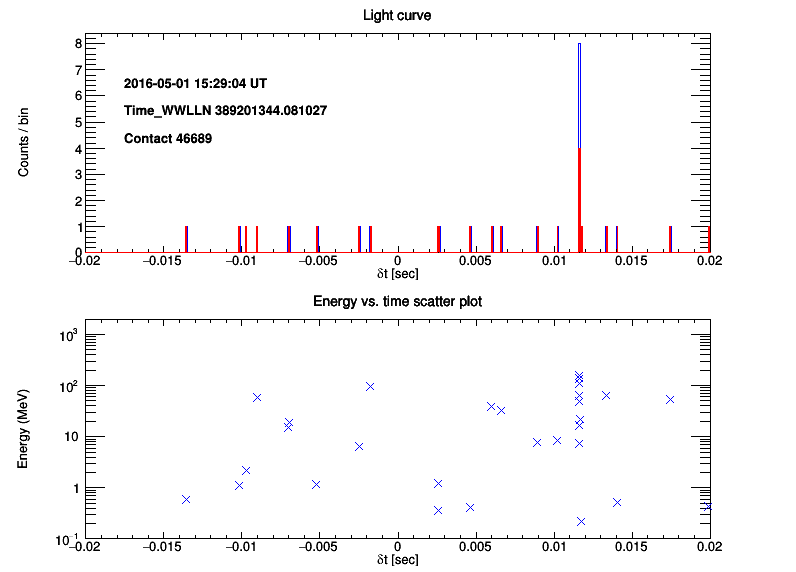 Light curve
Counts / bin
8
7
6
5
4
3
2
1
0
2016-05-01 15:29:04 UT
Time_WWLLN 389201344.081027
Contact 46689
−0.02 −0.015 −0.01 −0.005 0 0.005 0.01 0.015 0.02
δt [sec]
Energy vs. time scatter plot
Energy (MeV)
10³
10²
10
1
10⁻¹
−0.02 −0.015 −0.01 −0.005 0 0.005 0.01 0.015 0.02
δt [sec]